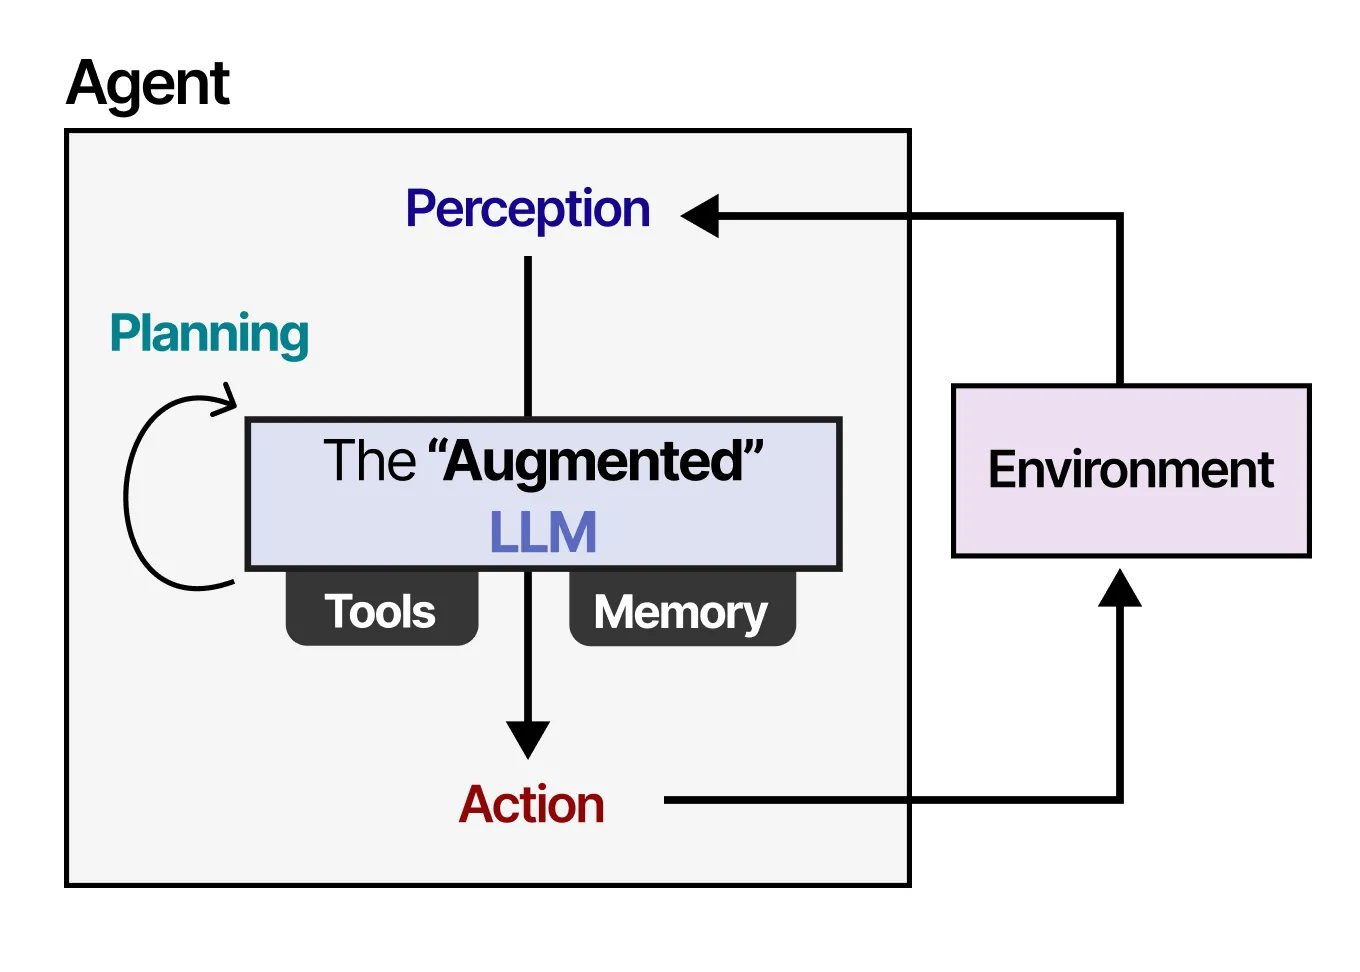 Agent
Perception
Planning
The “Augmented”
LLM
Environment
Tools
Memory
Action